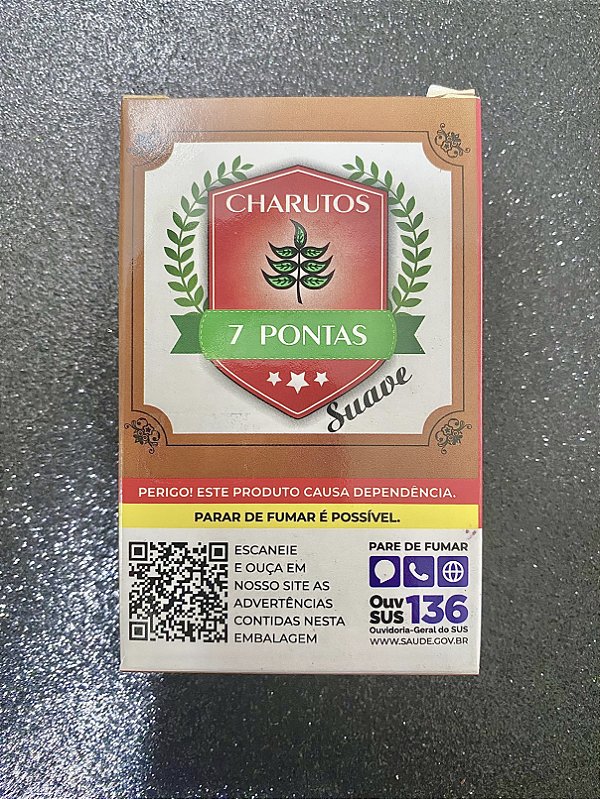 CHARUTOS
7 PONTAS
Suave
PERIGO! ESTE PRODUTO CAUSA DEPENDÊNCIA.
PARAR DE FUMAR É POSSÍVEL.
ESCANEIE
E OUÇA EM
NOSSO SITE AS
ADVERTÊNCIAS
CONTIDAS NESTA
EMBALAGEM
PARE DE FUMAR
Ouv
SUS 136
Ouvidoria-Geral do SUS
WWW.SAUDE.GOV.BR